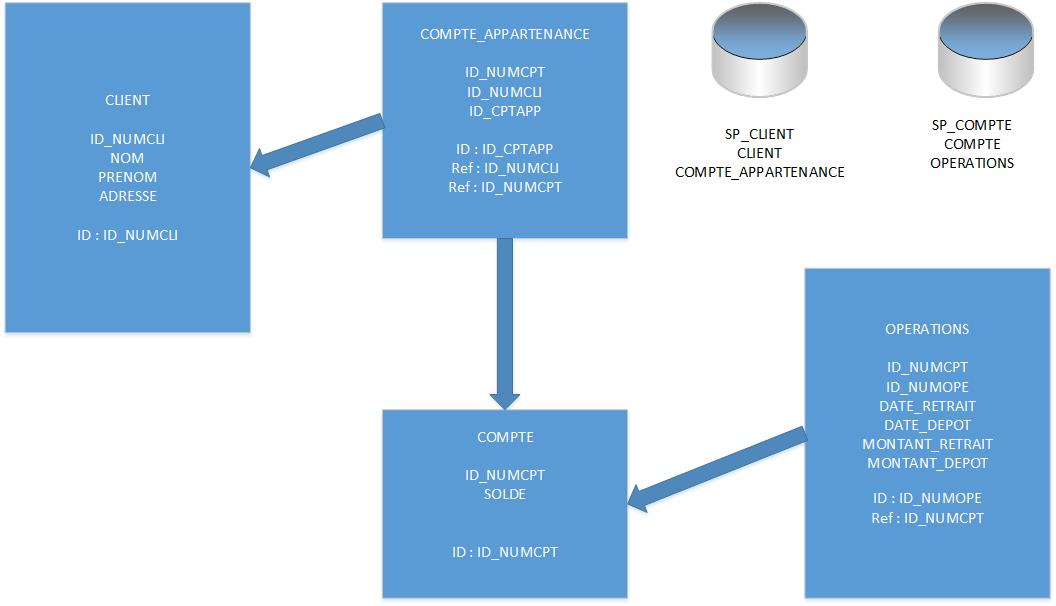 CLIENT
ID_NUMCLI
NOM
PRENOM
ADRESSE
ID : ID_NUMCLI
COMPTE_APPARTENANCE
ID_NUMCPT
ID_NUMCLI
ID_CPTAPP
ID : ID_CPTAPP
Ref : ID_NUMCLI
Ref : ID_NUMCPT
SP_CLIENT
CLIENT
COMPTE_APPARTENANCE
SP_COMPTE
COMPTE
OPERATIONS
COMPTE
ID_NUMCPT
SOLDE
ID : ID_NUMCPT
OPERATIONS
ID_NUMCPT
ID_NUMOPE
DATE_RETRAIT
DATE_DEPOT
MONTANT_RETRAIT
MONTANT_DEPOT
ID : ID_NUMOPE
Ref : ID_NUMCPT